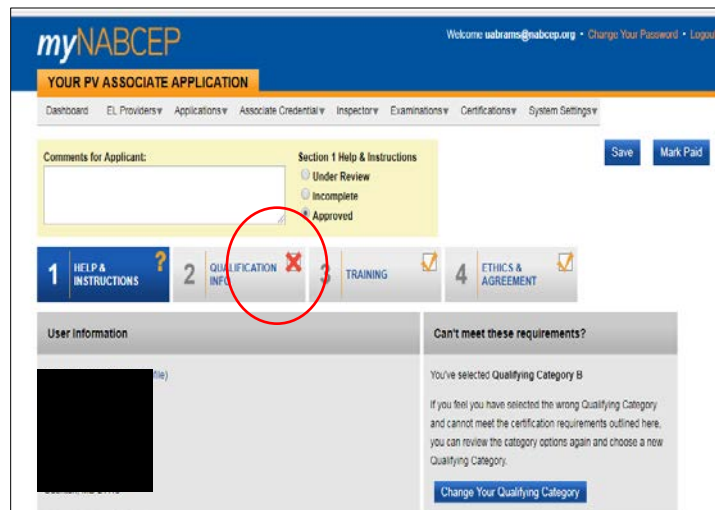 myNABCEP
Welcome uabrams@nabcep.org • Change Your Password • Logout
YOUR PV ASSOCIATE APPLICATION
Dashboard EL Providers Applications Associate Credential Inspector Examinations Certifications System Settings
Comments for Applicant:
Section 1 Help & Instructions
Under Review
Incomplete
Approved
Save Mark Paid
1 HELP & INSTRUCTIONS ?
2 QUALIFICATION INFO
3 TRAINING
4 ETHICS & AGREEMENT
User Information
file)
Can't meet these requirements?
You've selected Qualifying Category B
If you feel you have selected the wrong Qualifying Category
and cannot meet the certification requirements outlined here,
you can review the category options again and choose a new
Qualifying Category.
Change Your Qualifying Category